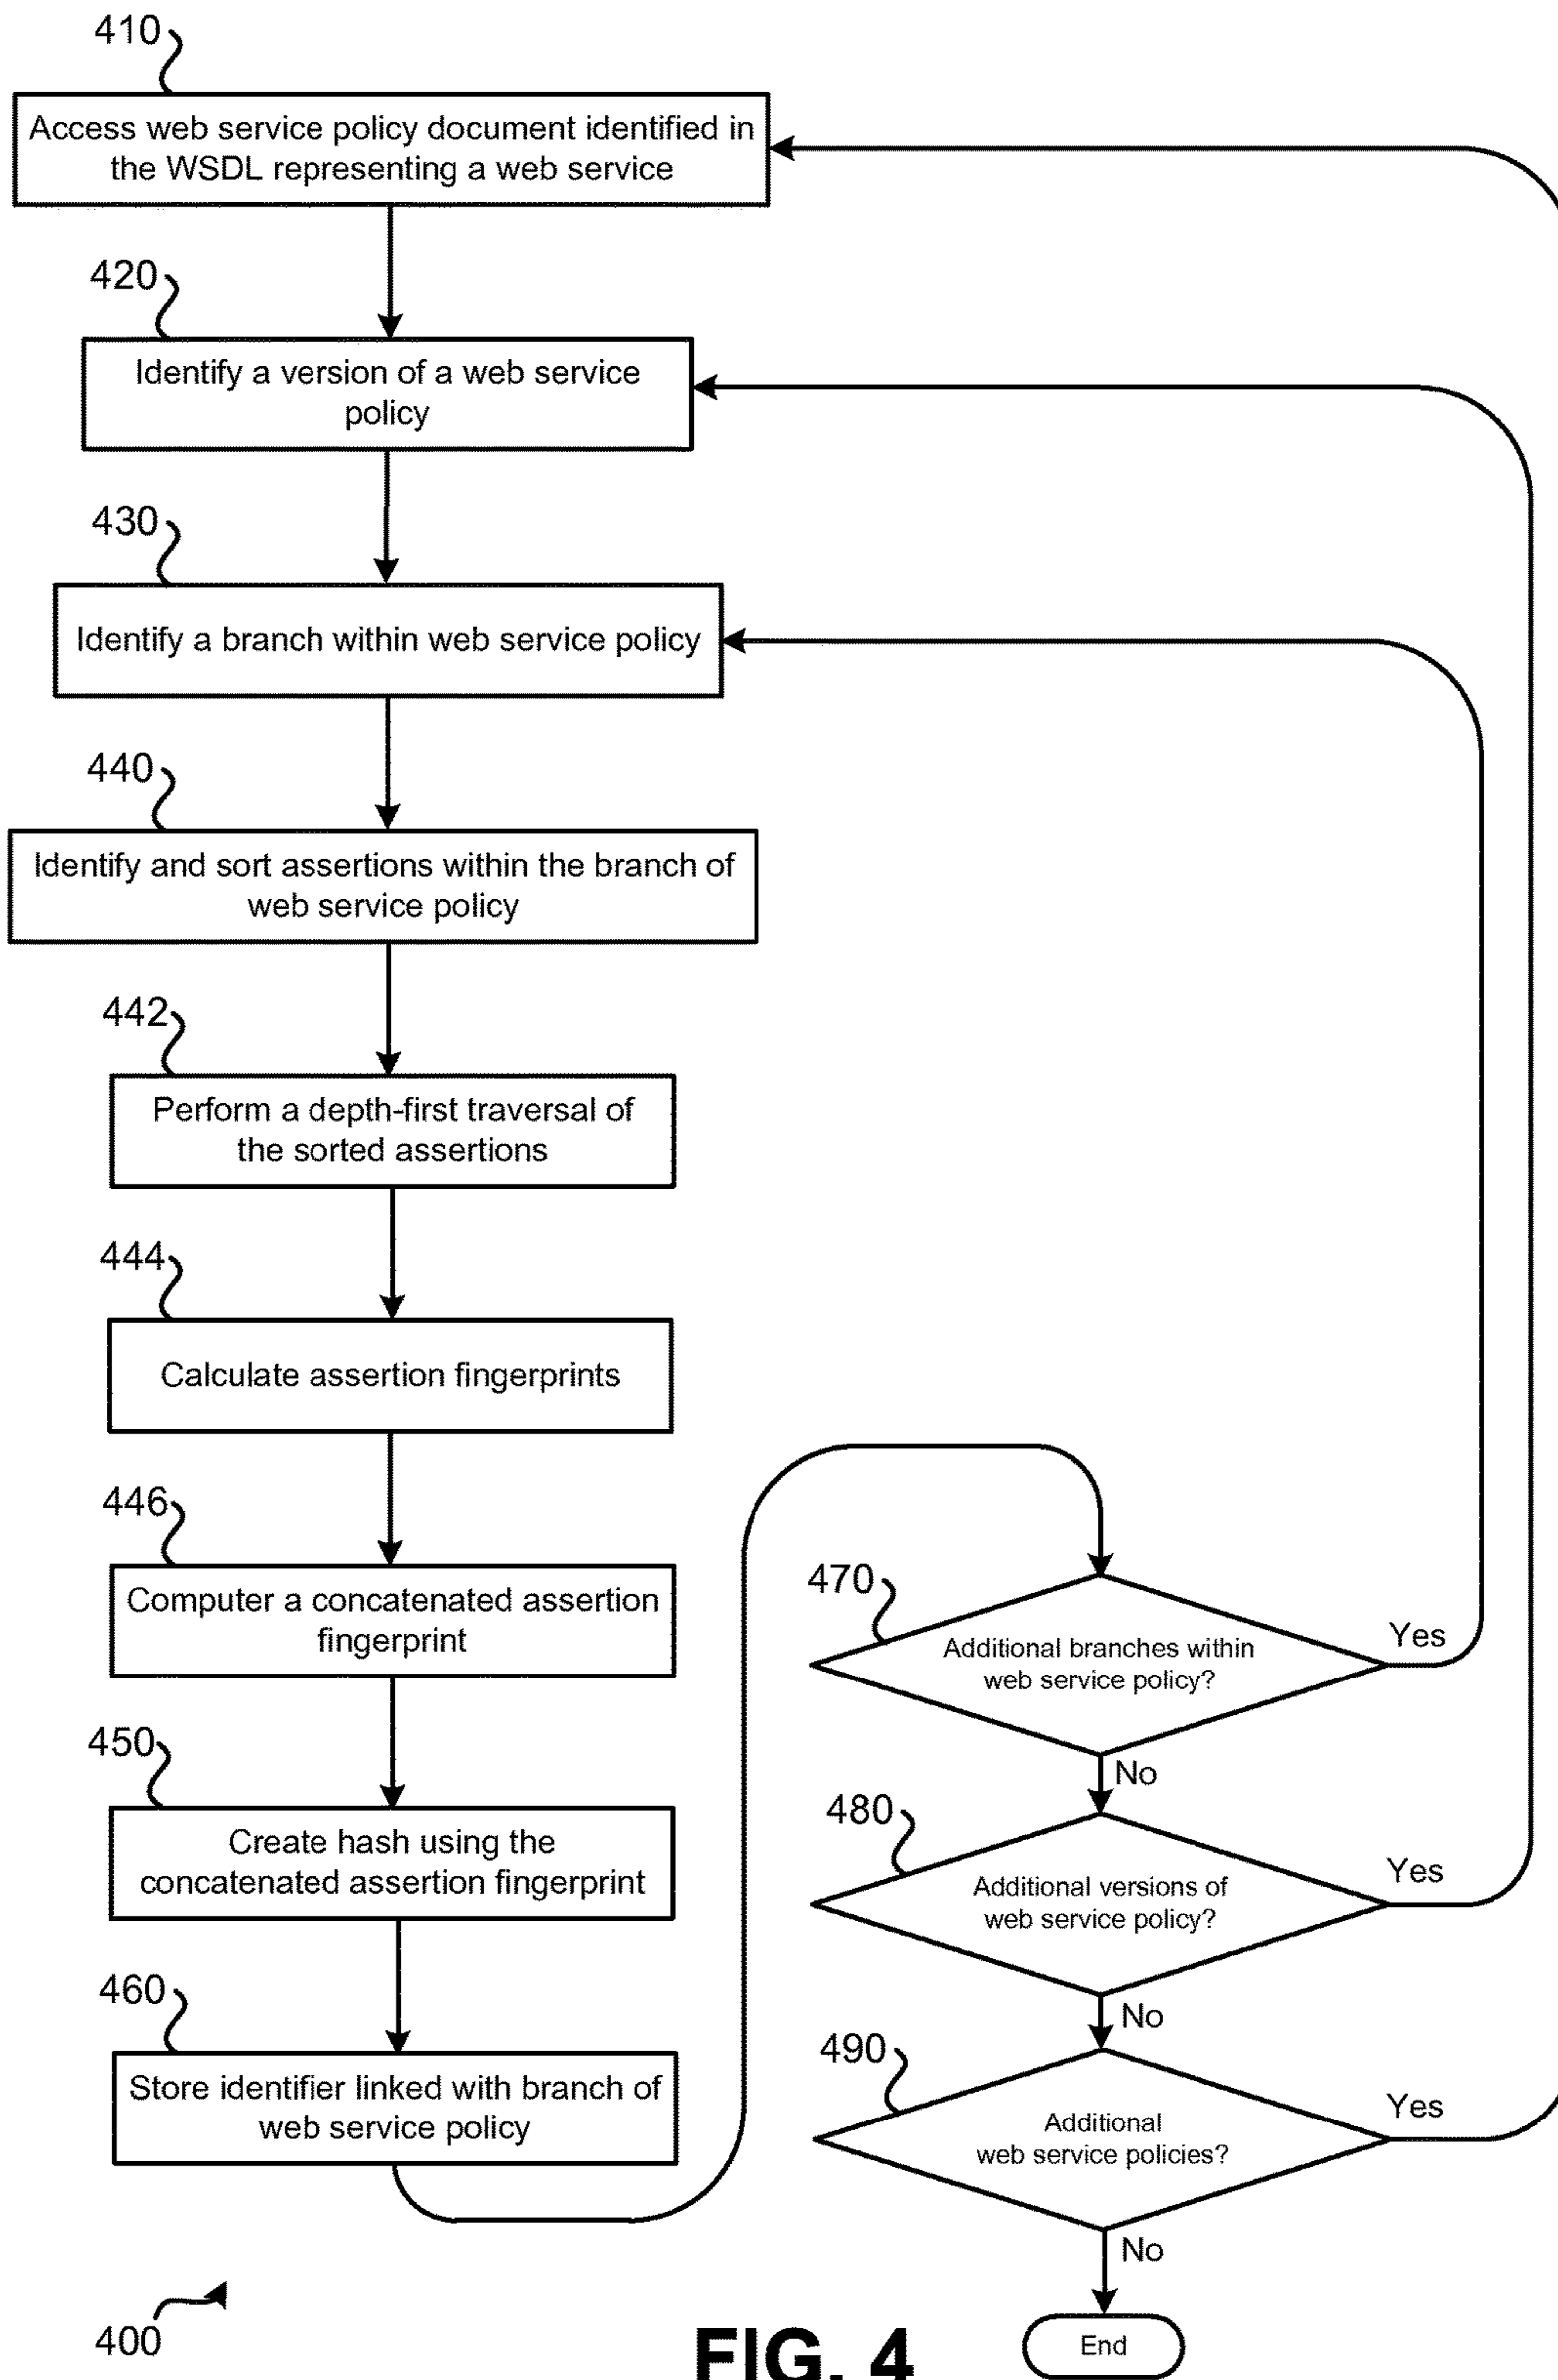 410
Access web service policy document identified in
the WSDL representing a web service
420
Identify a version of a web service
policy
430
Identify a branch within web service policy
440
Identify and sort assertions within the branch of
web service policy
442
Perform a depth-first traversal of
the sorted assertions
444
Calculate assertion fingerprints
446
Computer a concatenated assertion
fingerprint
450
Create hash using the
concatenated assertion fingerprint
460
Store identifier linked with branch of
web service policy
470
Additional branches within
web service policy?
Yes
No
480
Additional versions of
web service policy?
Yes
No
490
Additional
web service policies?
Yes
No
End
400
FIG. 4